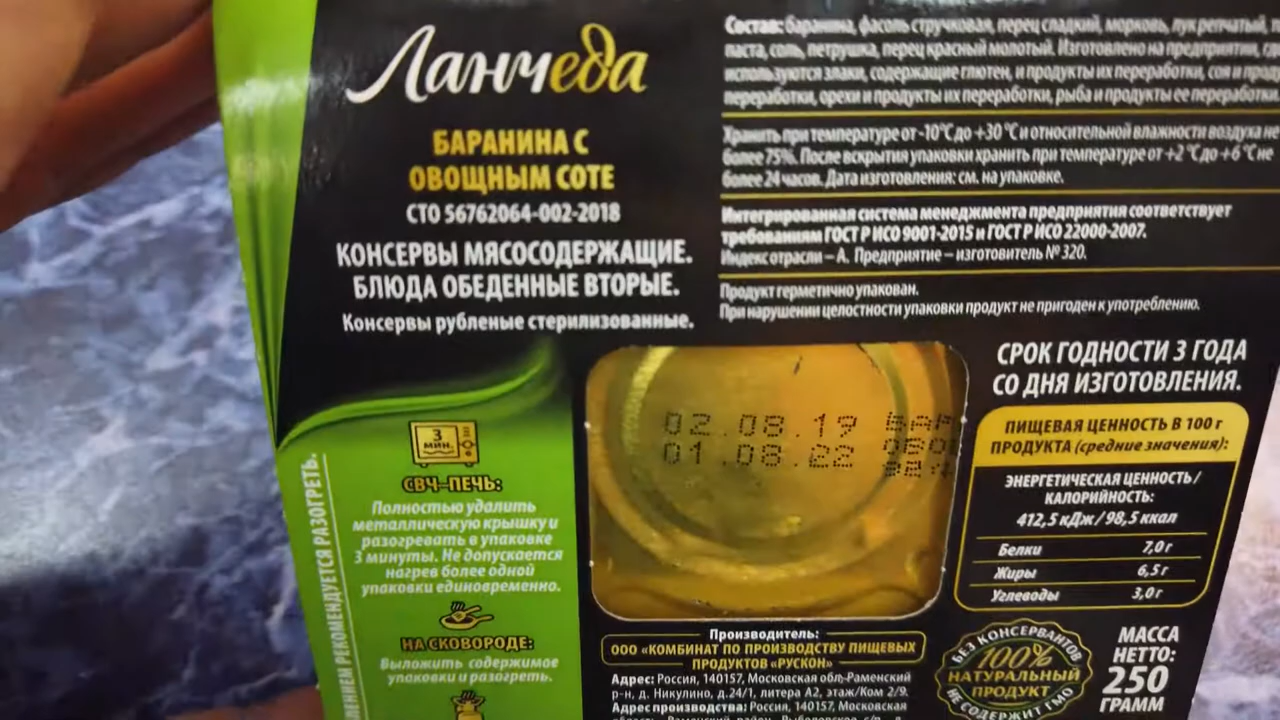 Ланчеда
БАРАНИНА С
ОВОЩНЫМ СОТЕ
СТО 56762064-002-2018
КОНСЕРВЫ МЯСОСОДЕРЖАЩИЕ.
БЛЮДА ОБЕДЕННЫЕ ВТОРЫЕ.
Консервы рубленые стерилизованные.
Состав: баранина, фасоль стручковая, перец сладкий, морковь, лук репчатый,
паста, соль, петрушка, перец красный молотый. Изготовлено на предприятии,
используются злаки, содержащие глютен, и продукты их переработки, соя и
переработки, орехи и продукты их переработки, рыба и продукты ее переработки.
Хранить при температуре от -10°С до +30 °С и относительной влажности воздуха не
более 75%. После вскрытия упаковки хранить при температуре от +2 °С до +6 °С не
более 24 часов. Дата изготовления: см. на упаковке.
Интегрированная система менеджмента предприятия соответствует
требованиям ГОСТ Р ИСО 9001-2015 и ГОСТ Р ИСО 22000-2007.
Индекс отрасли – А. Предприятие – изготовитель № 320.
Продукт герметично упакован.
При нарушении целостности упаковки продукт не пригоден к употреблению.
СРОК ГОДНОСТИ 3 ГОДА
СО ДНЯ ИЗГОТОВЛЕНИЯ.
ПИЩЕВАЯ ЦЕННОСТЬ В 100 г
ПРОДУКТА (средние значения):
ЭНЕРГЕТИЧЕСКАЯ ЦЕННОСТЬ /
КАЛОРИЙНОСТЬ:
412,5 кДж / 98,5 ккал
Белки 7,0 г
Жиры 6,5 г
Углеводы 3,0 г
02.08.19
01.08.22
3
МИН.
СВЧ-ПЕЧЬ:
Полностью удалить
металлическую крышку и
разогревать в упаковке
3 минуты. Не допускается
нагрев более одной
упаковки единовременно.
НА СКОВОРОДЕ:
Выложить содержимое
упаковки и разогреть.
РЕКОМЕНДУЕТСЯ РАЗОГРЕТЬ.
Производитель:
ООО «КОМБИНАТ ПО ПРОИЗВОДСТВУ ПИЩЕВЫХ
ПРОДУКТОВ «РУСКОН»
Адрес: Россия, 140157, Московская обл, Раменский
р-н, д. Никулино, д.24/1, литера А2, этаж/Ком 2/9.
Адрес производства: Россия, 140157, Московская
БЕЗ КОНСЕРВАНТОВ
100%
НАТУРАЛЬНЫЙ
ПРОДУКТ
НЕ СОДЕРЖИТ ГМО
МАССА
НЕТТО:
250
ГРАММ